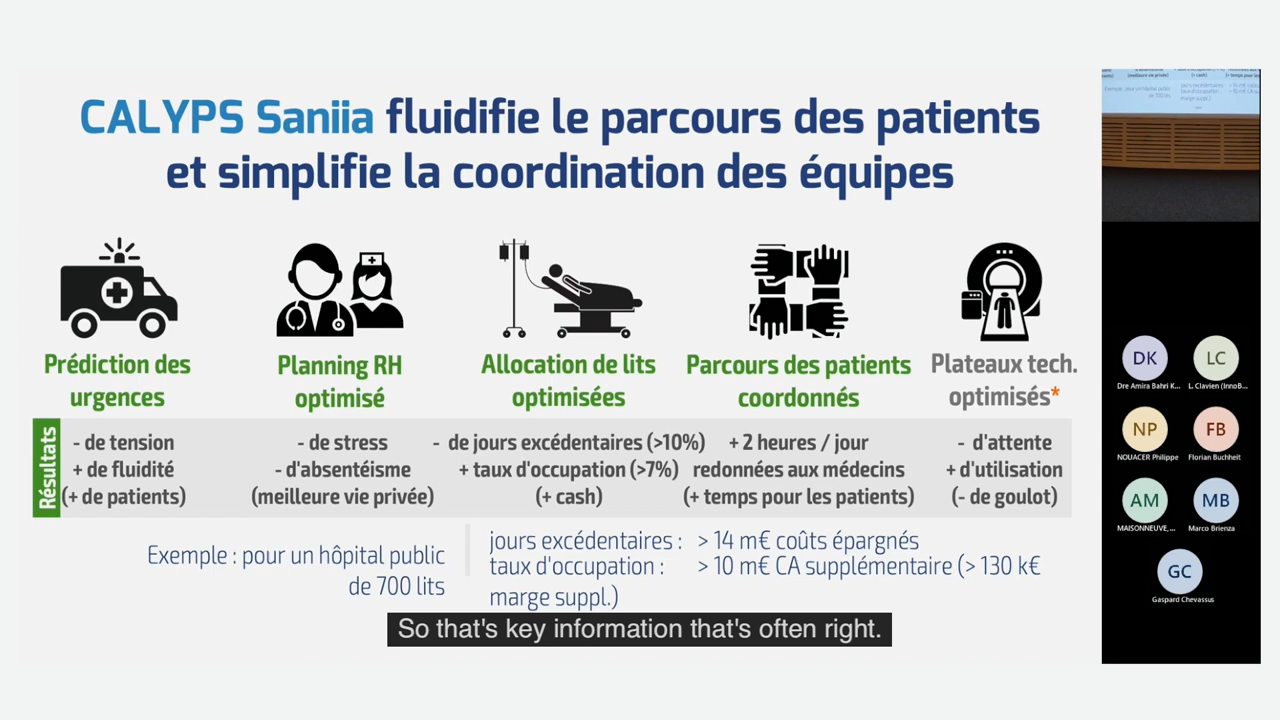 CALYPS Saniia fluidifie le parcours des patients
et simplifie la coordination des équipes
Prédiction des
urgences
Planning RH
optimisé
Allocation de lits
optimisées
Parcours des patients
coordonnés
Plateaux tech.
optimisés*
Résultats
- de tension
+ de fluidité
(+ de patients)
- de stress
- d'absentéisme
(meilleure vie privée)
- de jours excédentaires (>10%)
+ taux d'occupation (>7%)
(+ cash)
+ 2 heures / jour
redonnées aux médecins
(+ temps pour les patients)
- d'attente
+ d'utilisation
(- de goulot)
Exemple : pour un hôpital public
de 700 lits
jours excédentaires : > 14 m€ coûts épargnés
taux d'occupation : > 10 m€ CA supplémentaire (> 130 k€
marge suppl.)
So that's key information that's often right.
DK
Dre Amira Bahri K...
LC
L. Clavien (InnoB...
NP
NOUACER Philippe
FB
Florian Buchheit
AM
MAISONNEUVE,...
MB
Marco Brienza
GC
Gaspard Chevassus